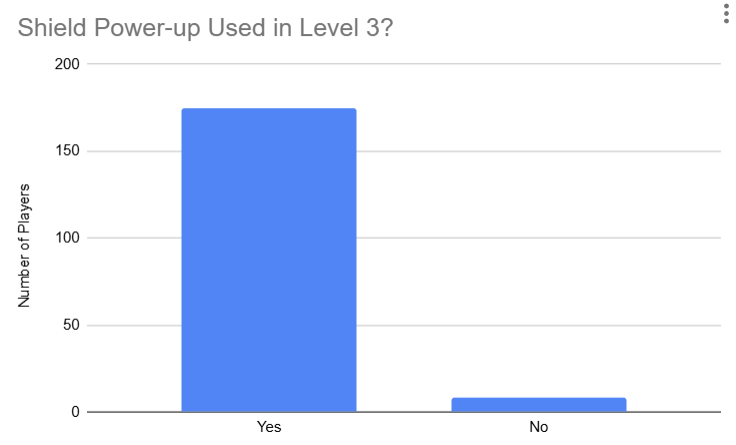 Shield Power-up Used in Level 3?
200
150
100
50
0
Number of Players
Yes No